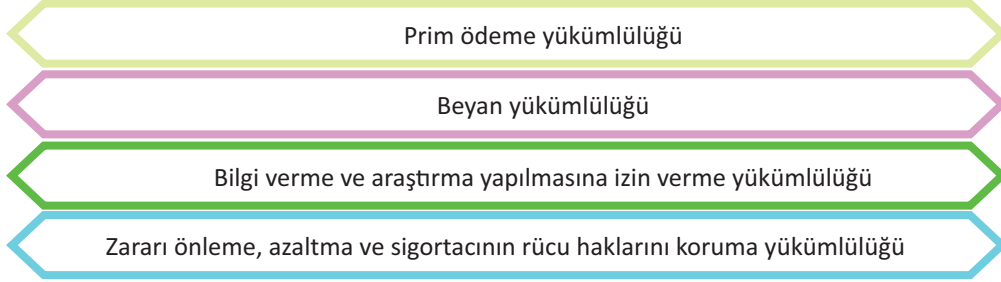 Prim ödeme yükümlülüğü
Beyan yükümlülüğü
Bilgi verme ve araştırma yapılmasına izin verme yükümlülüğü
Zararı önleme, azaltma ve sigortacının rücu haklarını koruma yükümlülüğü